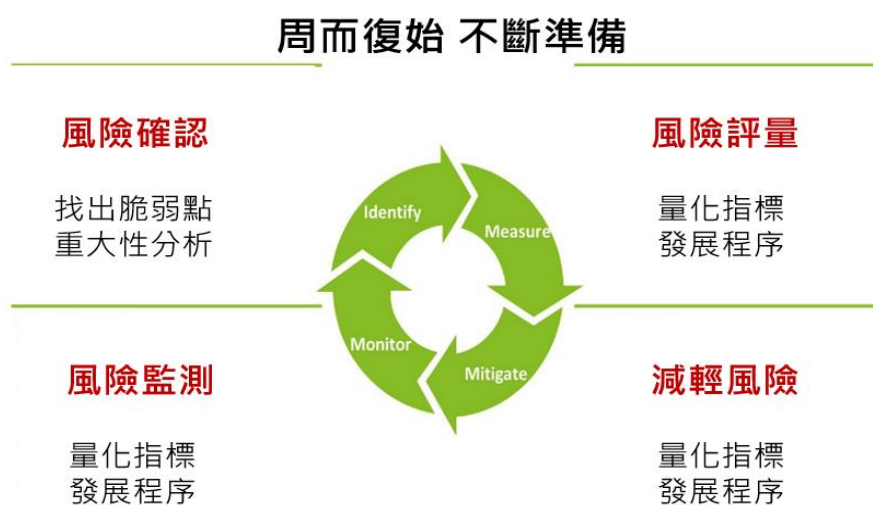 周而復始 不斷準備
風險確認
找出脆弱點
重大性分析
風險評量
量化指標
發展程序
Identify
Measure
Monitor
Mitigate
風險監測
量化指標
發展程序
減輕風險
量化指標
發展程序